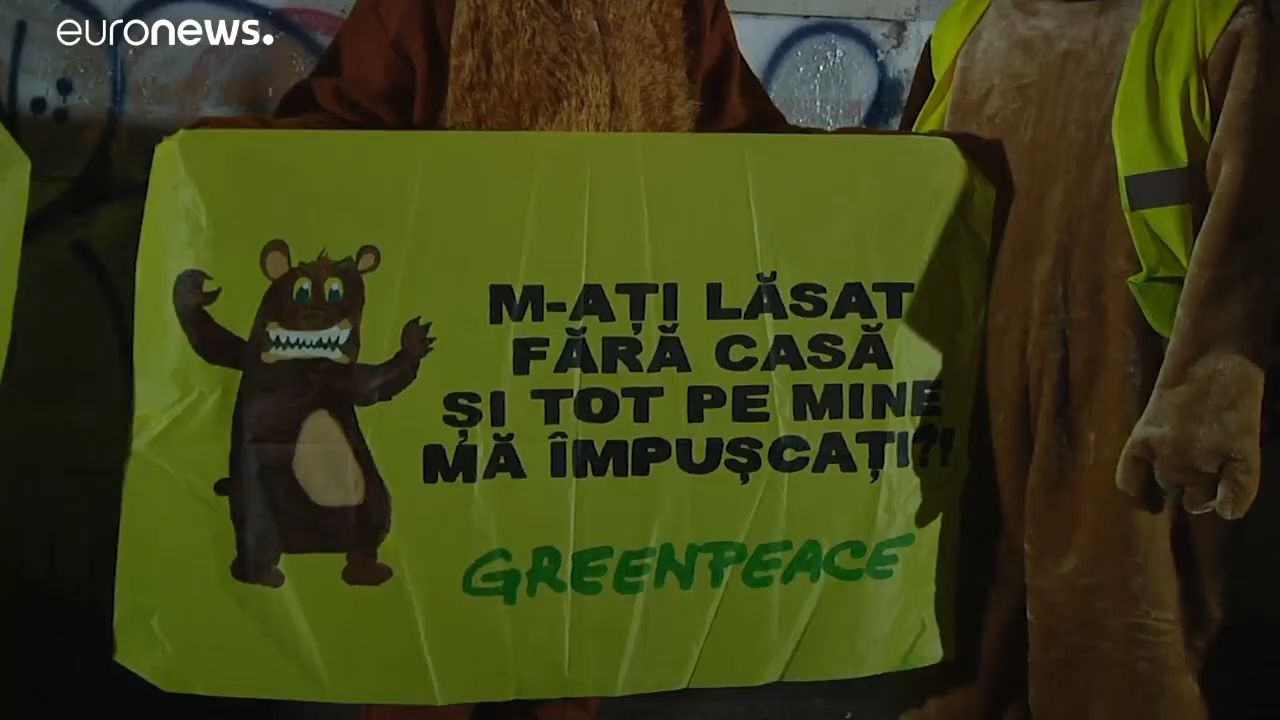 euronews.
M-AȚI LĂSAT
FĂRĂ CASĂ
ȘI TOT PE MINE
MĂ ÎMPUȘCAȚI?!
GREENPEACE